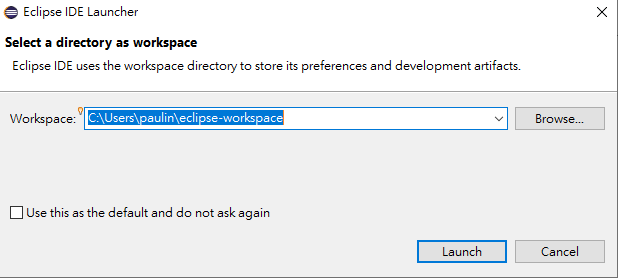 Eclipse IDE Launcher
Select a directory as workspace
Eclipse IDE uses the workspace directory to store its preferences and development artifacts.
Workspace: C:\Users\paulin\eclipse-workspace Browse...
Use this as the default and do not ask again
Launch Cancel